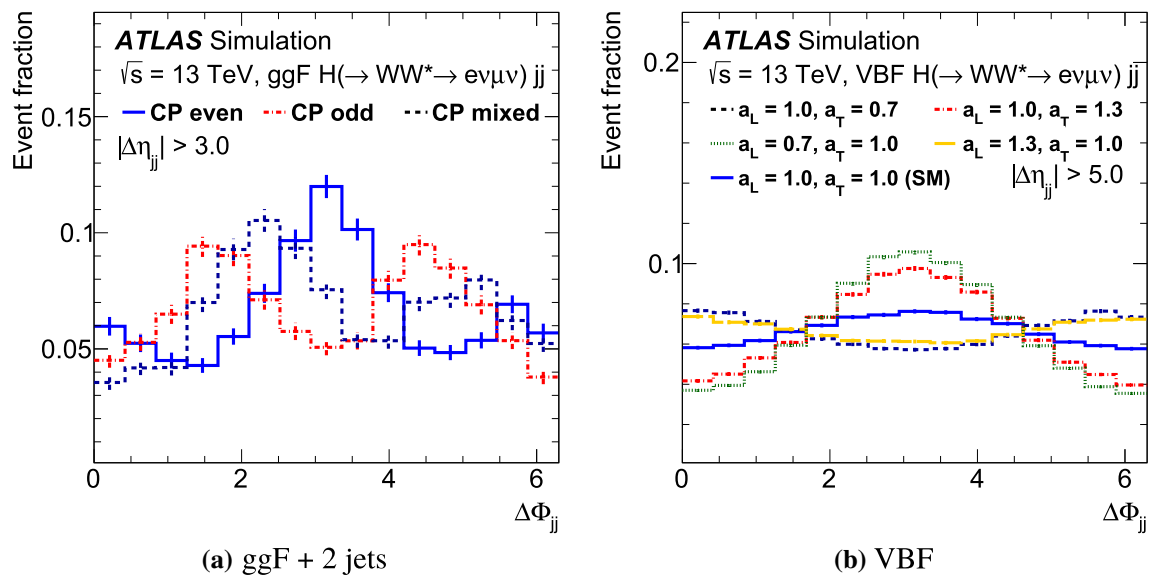 Event fraction
ATLAS Simulation
√s = 13 TeV, ggF H(→ WW*→ eνμν) jj
CP even CP odd CP mixed
|Δη_jj| > 3.0
0.15
0.1
0.05
0 2 4 6
ΔΦ_jj
(a) ggF + 2 jets
Event fraction
ATLAS Simulation
√s = 13 TeV, VBF H(→ WW*→ eνμν) jj
a_L = 1.0, a_T = 0.7 a_L = 1.0, a_T = 1.3
a_L = 0.7, a_T = 1.0 a_L = 1.3, a_T = 1.0
a_L = 1.0, a_T = 1.0 (SM) |Δη_jj| > 5.0
0.2
0.1
0 2 4 6
ΔΦ_jj
(b) VBF